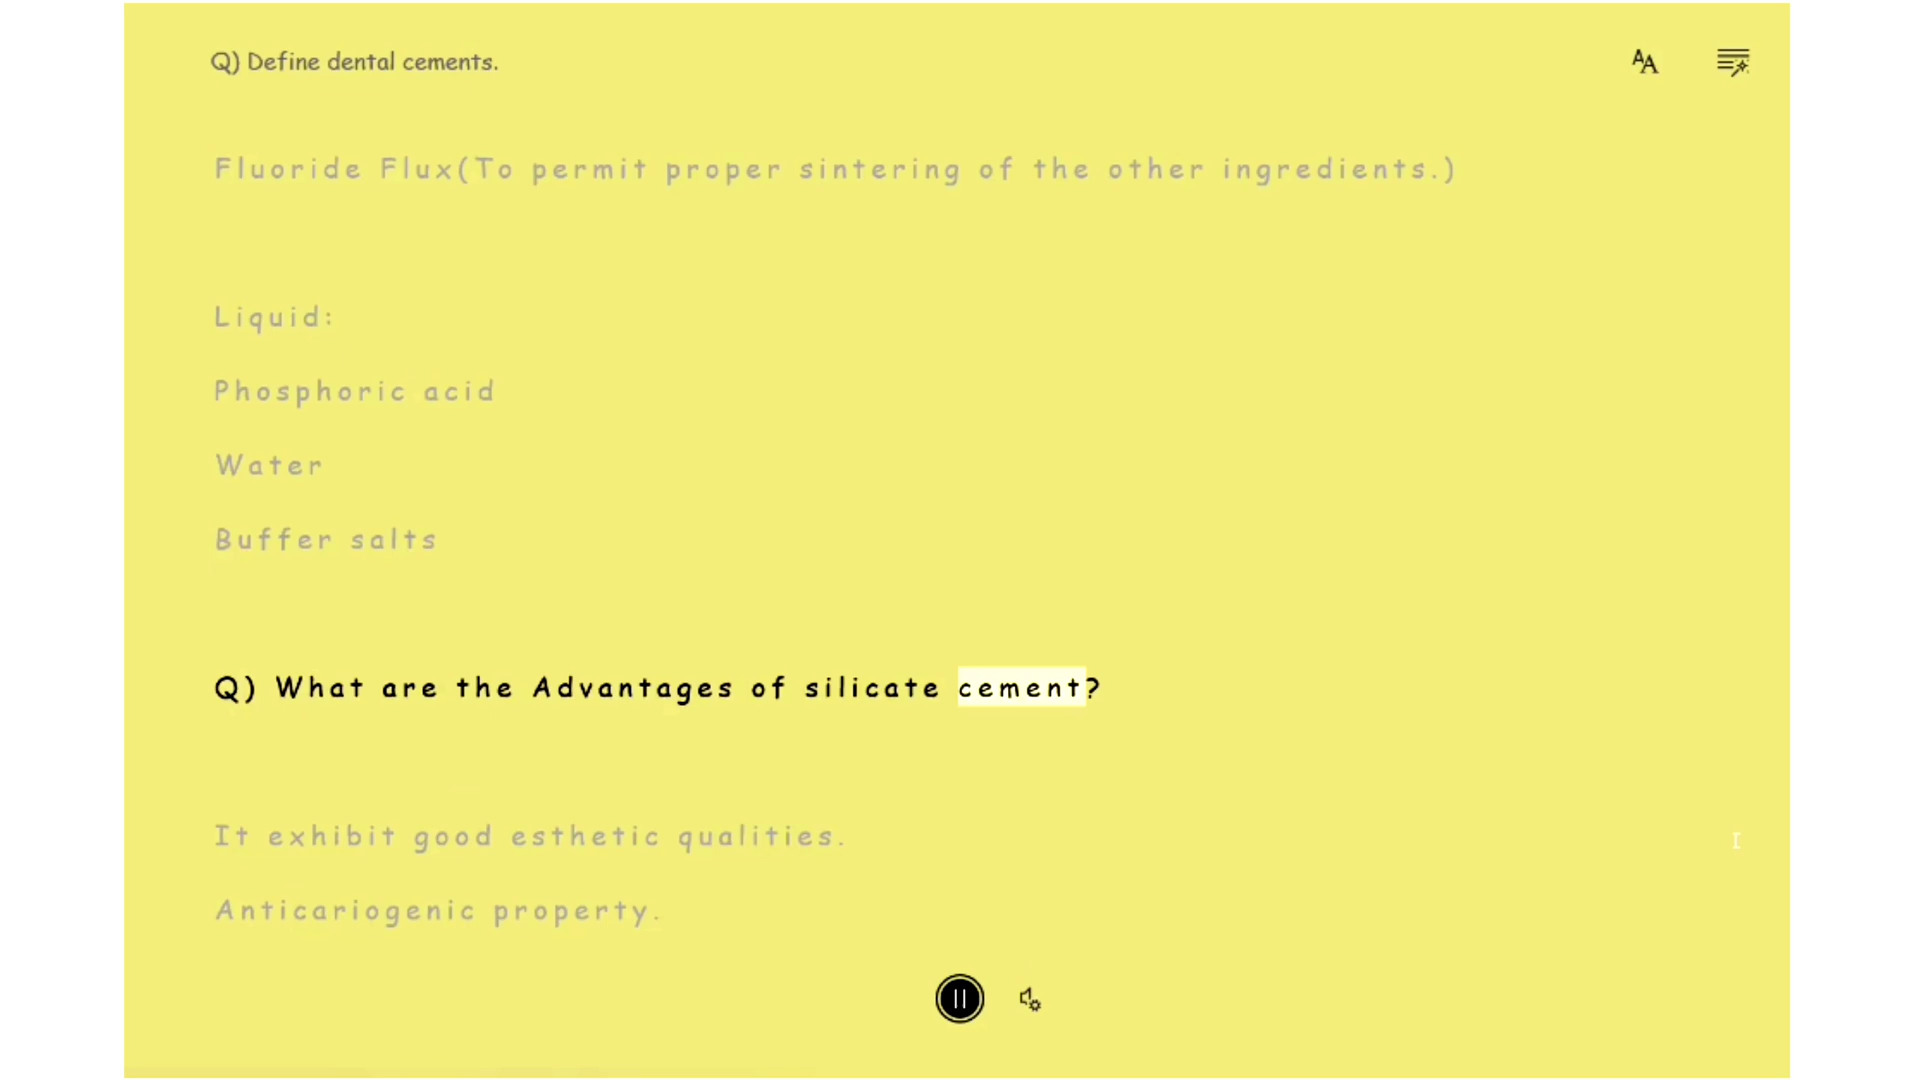 Q) Define dental cements.
Fluoride Flux(To permit proper sintering of the other ingredients.)
Liquid:
Phosphoric acid
Water
Buffer salts
Q) What are the Advantages of silicate cement?
It exhibit good esthetic qualities.
Anticariogenic property.